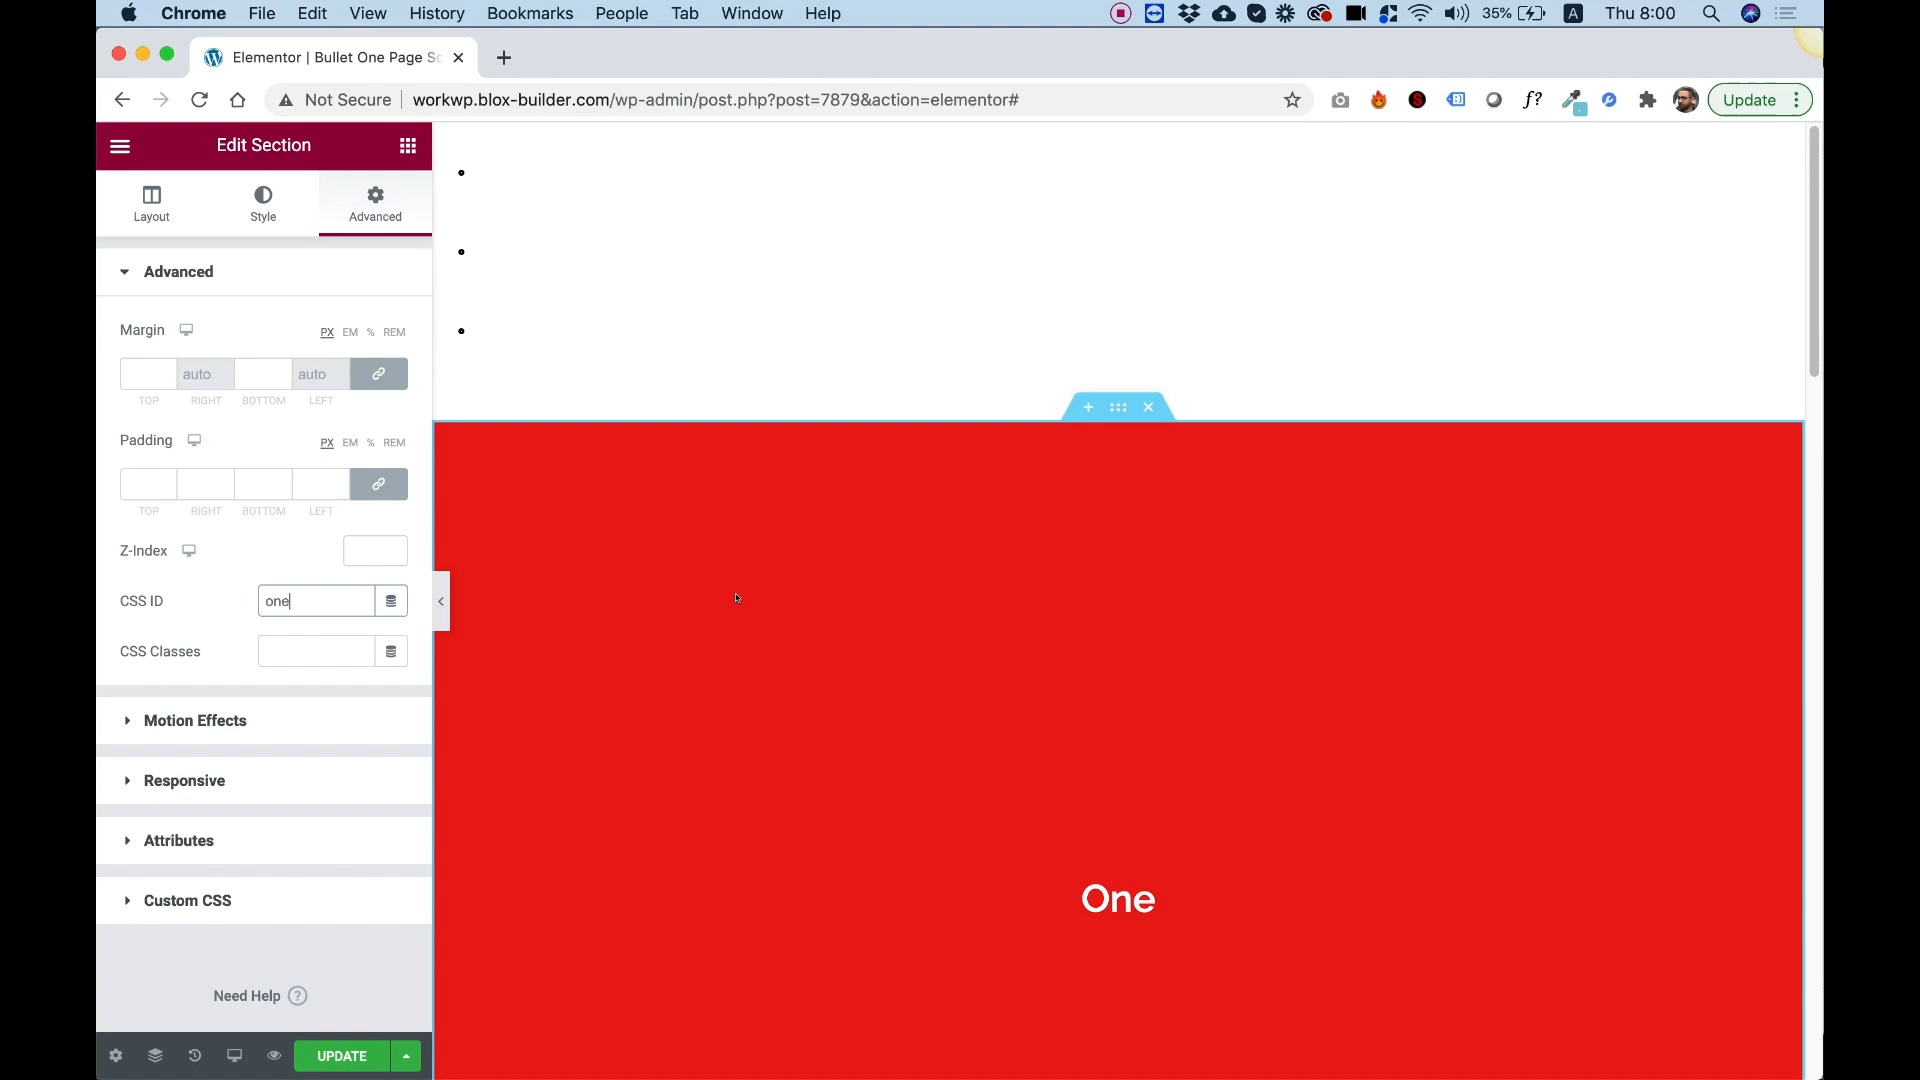 Chrome File Edit View History Bookmarks People Tab Window Help 35% A Thu 8:00
Elementor | Bullet One Page Sc
Not Secure workwp.blox-builder.com/wp-admin/post.php?post=7879&action=elementor# f? Update
Edit Section
Layout Style Advanced
Advanced
Margin PX EM % REM
auto auto
TOP RIGHT BOTTOM LEFT
Padding PX EM % REM
TOP RIGHT BOTTOM LEFT
Z-Index
CSS ID one
CSS Classes
Motion Effects
Responsive
Attributes
Custom CSS
Need Help ?
UPDATE
One